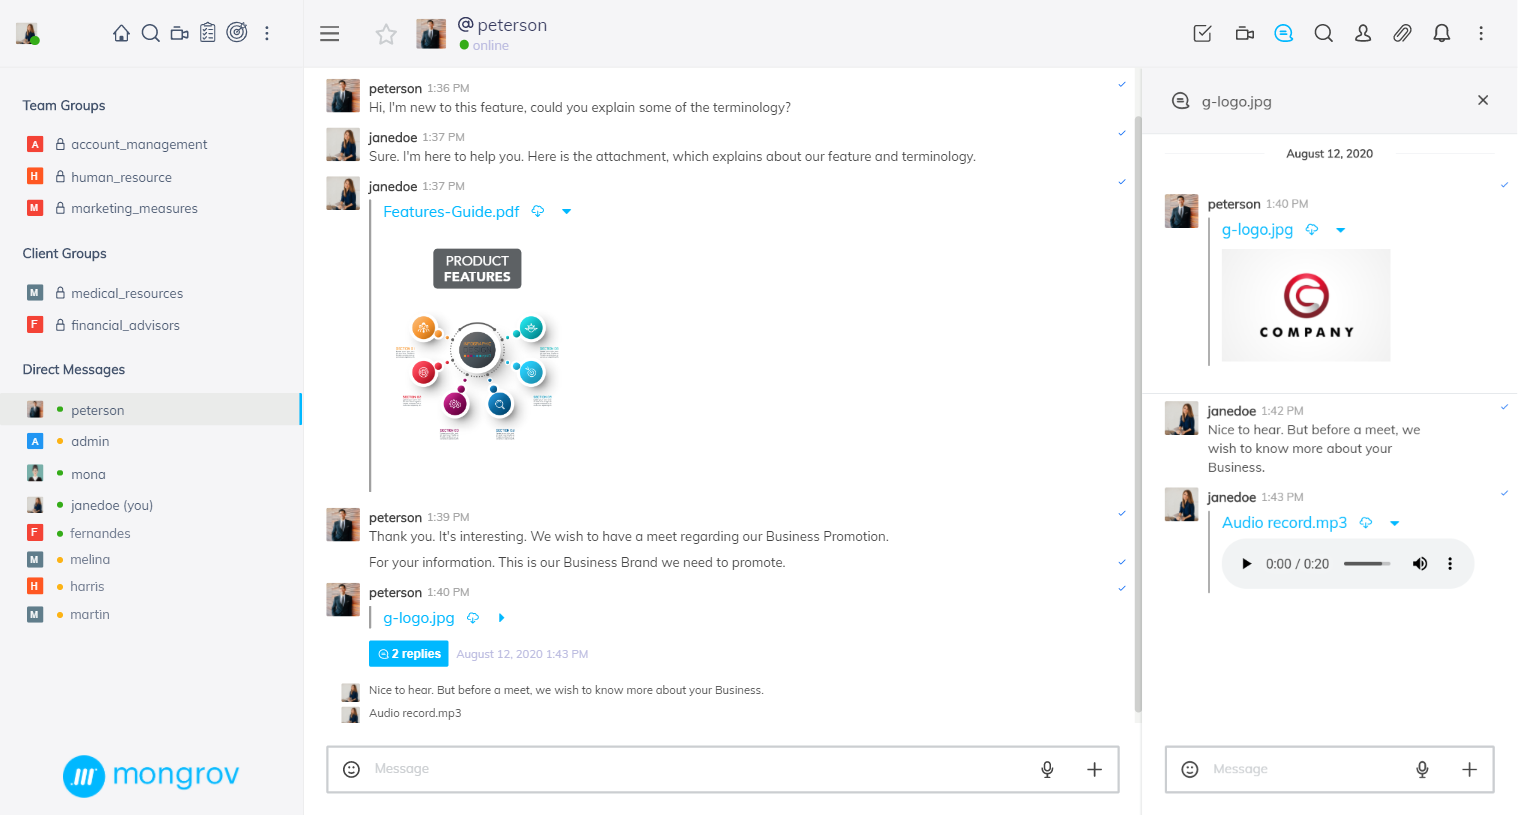 Team Groups
A account_management
H human_resource
M marketing_measures
Client Groups
M medical_resources
F financial_advisors
Direct Messages
peterson
A admin
mona
janedoe (you)
F fernandes
M melina
H harris
M martin
mongrov
@ peterson
online
peterson 1:36 PM
Hi, I'm new to this feature, could you explain some of the terminology?
janedoe 1:37 PM
Sure. I'm here to help you. Here is the attachment, which explains about our feature and terminology.
janedoe 1:37 PM
Features-Guide.pdf
PRODUCT
FEATURES
peterson 1:39 PM
Thank you. It's interesting. We wish to have a meet regarding our Business Promotion.
For your information. This is our Business Brand we need to promote.
peterson 1:40 PM
g-logo.jpg
2 replies August 12, 2020 1:43 PM
Nice to hear. But before a meet, we wish to know more about your Business.
Audio record.mp3
Message
g-logo.jpg
August 12, 2020
peterson 1:40 PM
g-logo.jpg
COMPANY
janedoe 1:42 PM
Nice to hear. But before a meet, we
wish to know more about your
Business.
janedoe 1:43 PM
Audio record.mp3
0:00 / 0:20
Message